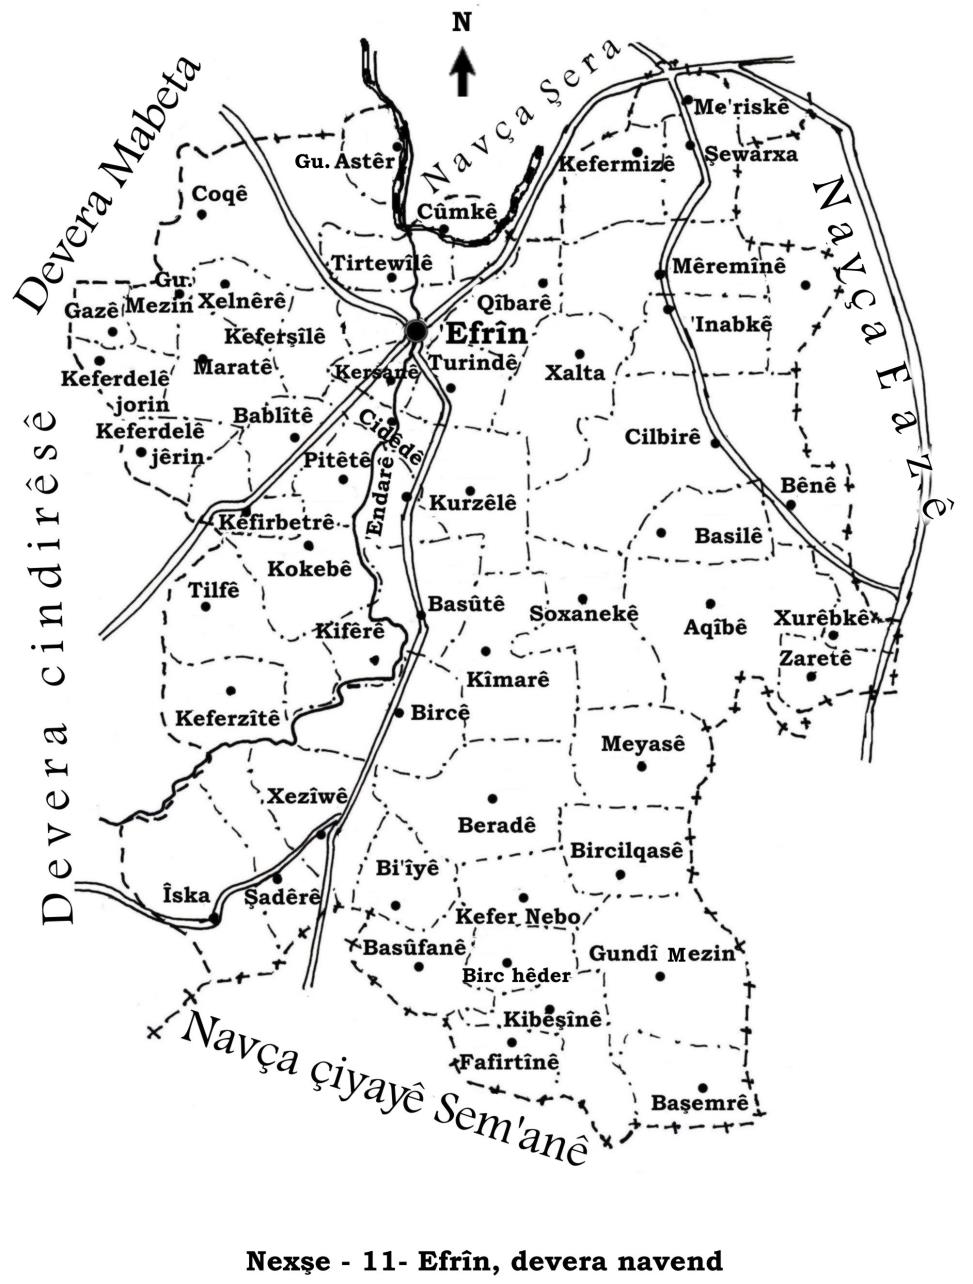 N
Devera Mabeta
Navça Şera
Me'riskê
Gu. Astêr
Kefermizê
Şewarxa
Coqê
Cûmkê
Navça Eazê
Tirtewîlê
Mêremînê
Gu.
Mezin
Xelnêrê
Gazê
Qîbarê
'Inabkê
Keferşîlê
Efrîn
Maratê
Kersanê
Turindê
Xalta
Keferdelê
jorin
Bablîtê
Cidêdê
Keferdelê
jêrin
Cilbirê
Pitêtê
'Endarê
Kurzêlê
Bênê
Devera cindirêsê
Kefirbetrê
Basilê
Kokebê
Tilfê
Basûtê
Soxanekê
Aqîbê
Xurêbkê
Kifêrê
Zaretê
Kîmarê
Keferzîtê
Bircê
Meyasê
Xezîwê
Beradê
Bircilqasê
Bi'îyê
Îska
Şadêrê
Kefer Nebo
Basûfanê
Gundî Mezin
Birc hêder
Kibêşînê
Fafirtînê
Navça çiyayê Sem'anê
Başemrê
Nexşe - 11- Efrîn, devera navend